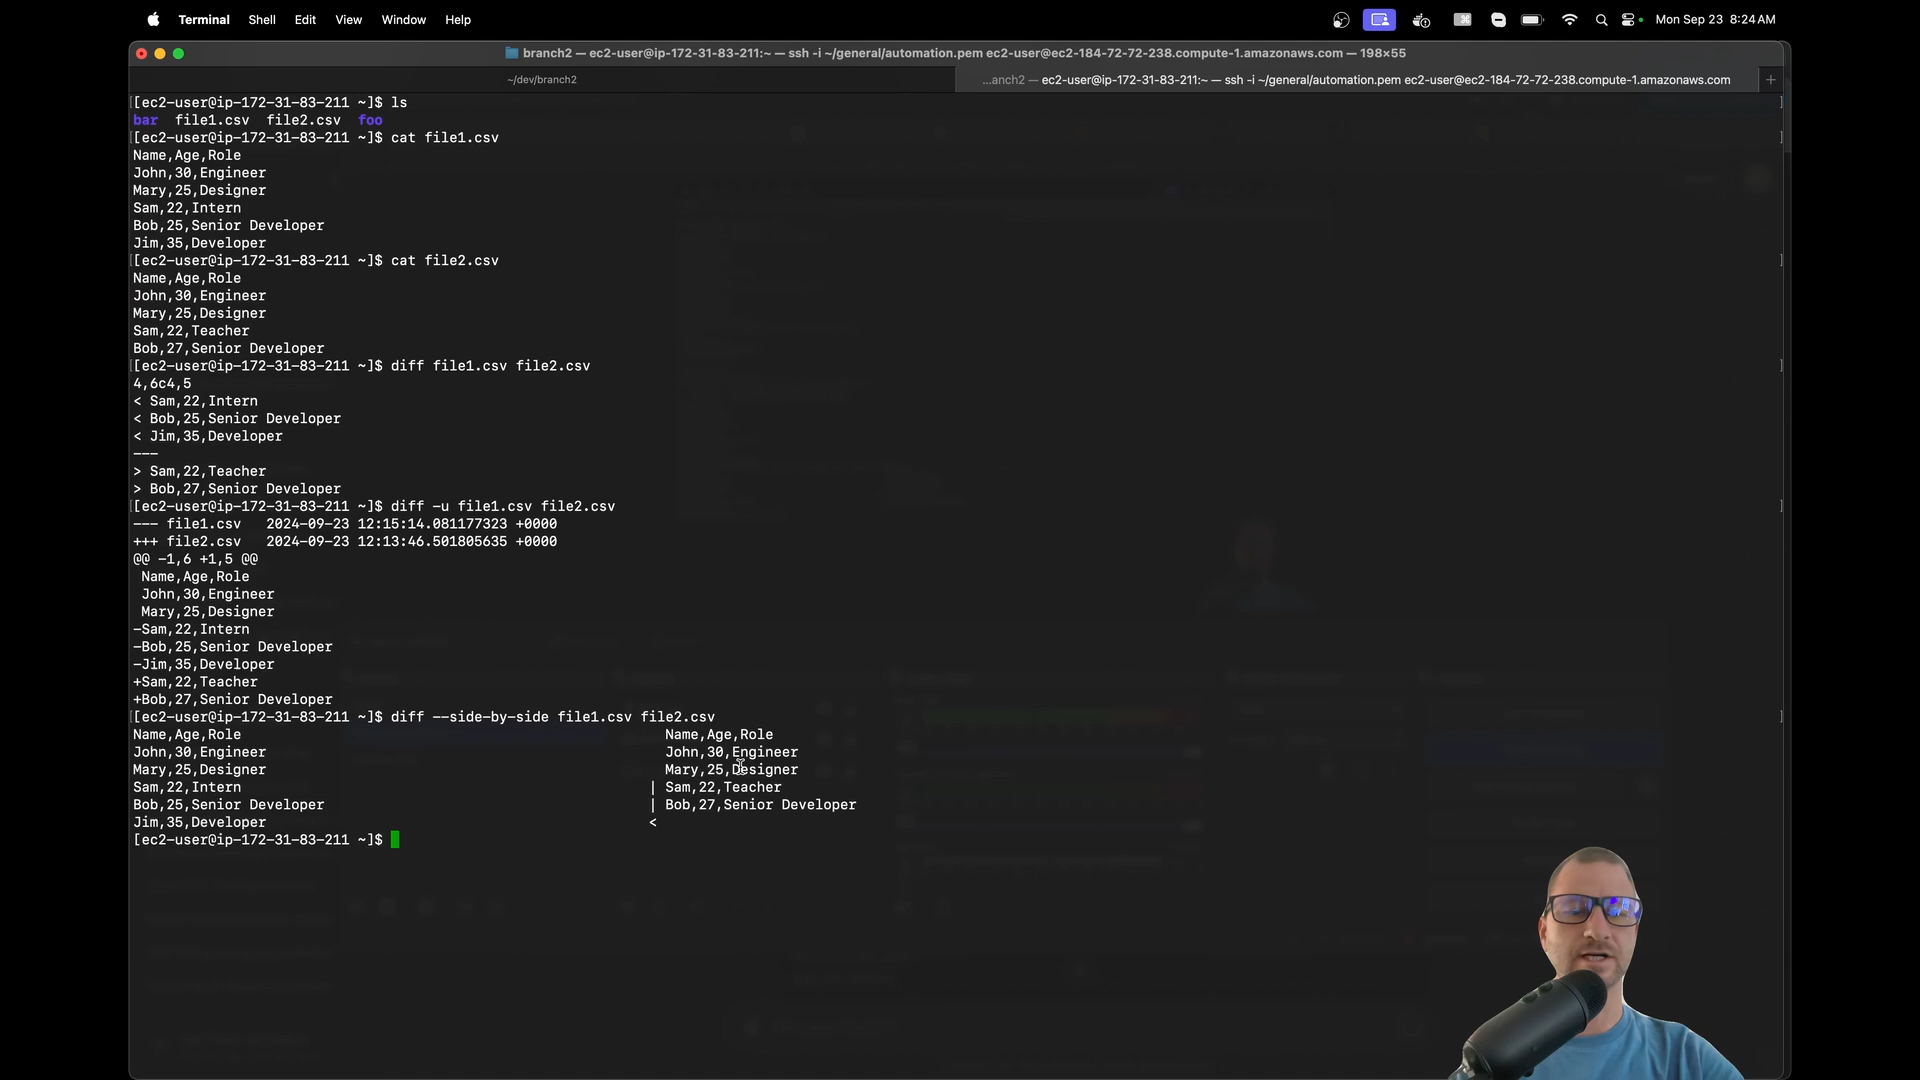 Terminal Shell Edit View Window Help Mon Sep 23 8:24 AM
branch2 — ec2-user@ip-172-31-83-211:~ — ssh -i ~/general/automation.pem ec2-user@ec2-184-72-72-238.compute-1.amazonaws.com — 198×55
~/dev/branch2 ...anch2 — ec2-user@ip-172-31-83-211:~ — ssh -i ~/general/automation.pem ec2-user@ec2-184-72-72-238.compute-1.amazonaws.com +
[ec2-user@ip-172-31-83-211 ~]$ ls
bar file1.csv file2.csv foo
[ec2-user@ip-172-31-83-211 ~]$ cat file1.csv
Name,Age,Role
John,30,Engineer
Mary,25,Designer
Sam,22,Intern
Bob,25,Senior Developer
Jim,35,Developer
[ec2-user@ip-172-31-83-211 ~]$ cat file2.csv
Name,Age,Role
John,30,Engineer
Mary,25,Designer
Sam,22,Teacher
Bob,27,Senior Developer
[ec2-user@ip-172-31-83-211 ~]$ diff file1.csv file2.csv
4,6c4,5
< Sam,22,Intern
< Bob,25,Senior Developer
< Jim,35,Developer
---
> Sam,22,Teacher
> Bob,27,Senior Developer
[ec2-user@ip-172-31-83-211 ~]$ diff -u file1.csv file2.csv
--- file1.csv   2024-09-23 12:15:14.081177323 +0000
+++ file2.csv   2024-09-23 12:13:46.501805635 +0000
@@ -1,6 +1,5 @@
 Name,Age,Role
 John,30,Engineer
 Mary,25,Designer
-Sam,22,Intern
-Bob,25,Senior Developer
-Jim,35,Developer
+Sam,22,Teacher
+Bob,27,Senior Developer
[ec2-user@ip-172-31-83-211 ~]$ diff --side-by-side file1.csv file2.csv
Name,Age,Role Name,Age,Role
John,30,Engineer John,30,Engineer
Mary,25,Designer Mary,25,Designer
Sam,22,Intern | Sam,22,Teacher
Bob,25,Senior Developer | Bob,27,Senior Developer
Jim,35,Developer <
[ec2-user@ip-172-31-83-211 ~]$